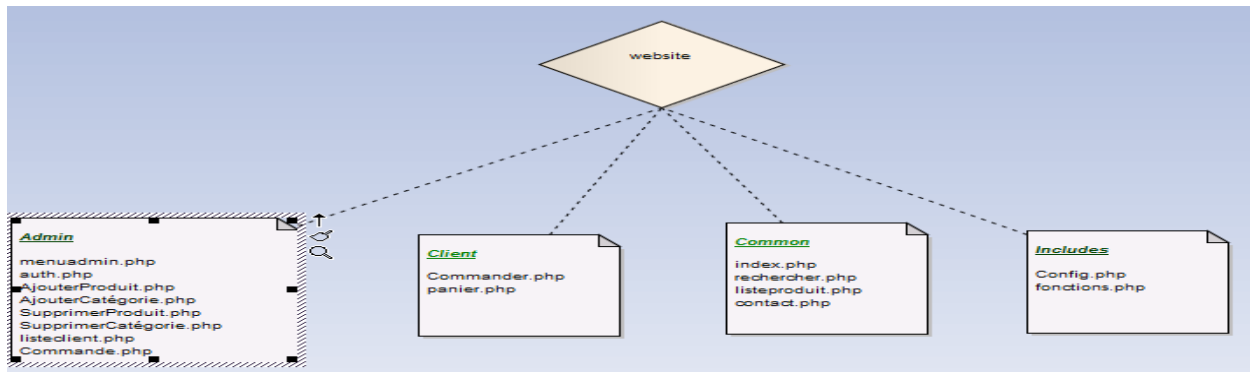 website
Admin
menuadmin.php
auth.php
AjouterProduit.php
AjouterCatégorie.php
SupprimerProduit.php
SupprimerCatégorie.php
listeclient.php
Commande.php
Client
Commander.php
panier.php
Common
index.php
rechercher.php
listeproduit.php
contact.php
Includes
Config.php
fonctions.php